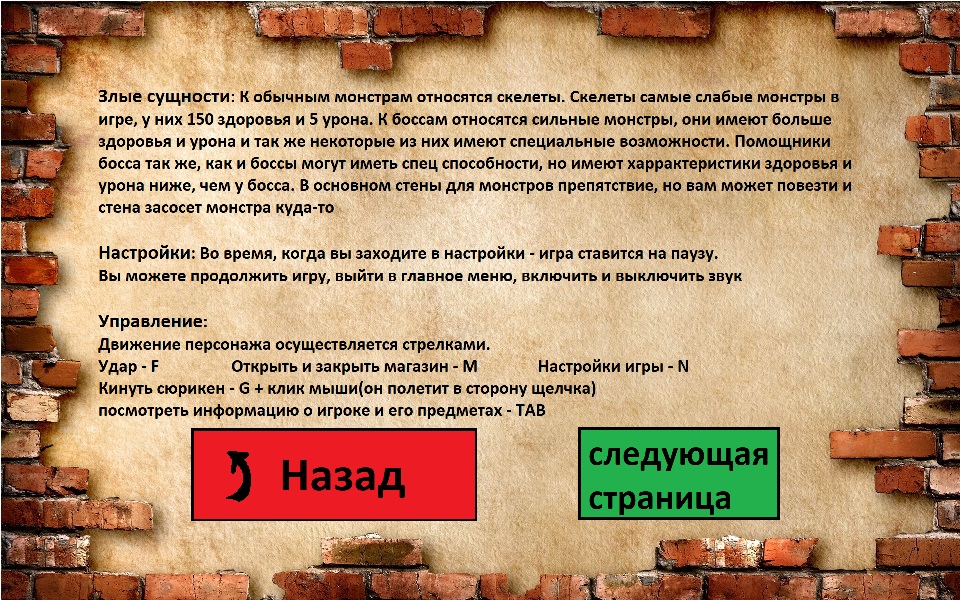 Злые сущности: К обычным монстрам относятся скелеты. Скелеты самые слабые монстры в
игре, у них 150 здоровья и 5 урона. К боссам относятся сильные монстры, они имеют больше
здоровья и урона и так же некоторые из них имеют специальные возможности. Помощники
босса так же, как и боссы могут иметь спец способности, но имеют харрактеристики здоровья и
урона ниже, чем у босса. В основном стены для монстров препятствие, но вам может повезти и
стена засосет монстра куда-то
Настройки: Во время, когда вы заходите в настройки - игра ставится на паузу.
Вы можете продолжить игру, выйти в главное меню, включить и выключить звук
Управление:
Движение персонажа осуществляется стрелками.
Удар - F Открыть и закрыть магазин - M Настройки игры - N
Кинуть сюрикен - G + клик мыши(он полетит в сторону щелчка)
посмотреть информацию о игроке и его предметах - TAB
Назад
следующая
страница